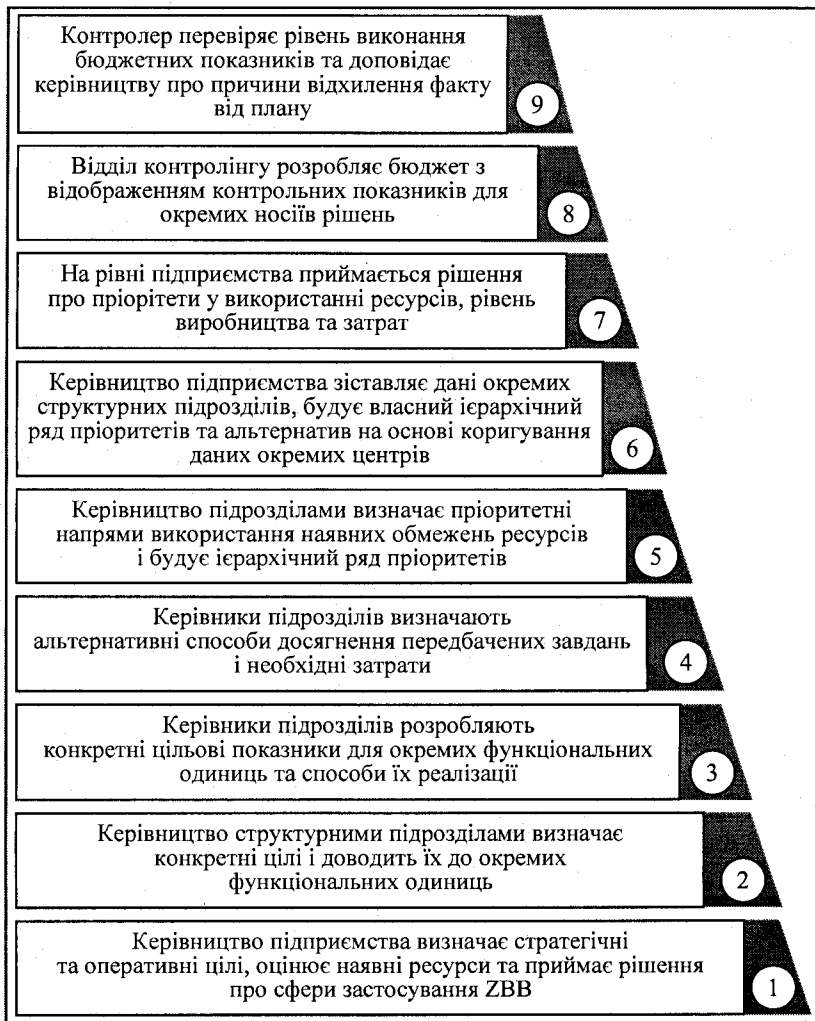 Контролер перевіряє рівень виконання
бюджетних показників та доповідає
керівництву про причини відхилення факту
від плану
9
Відділ контролінгу розробляє бюджет з
відображенням контрольних показників для
окремих носіїв рішень
8
На рівні підприємства приймається рішення
про пріорітети у використанні ресурсів, рівень
виробництва та затрат
7
Керівництво підприємства зіставляє дані окремих
структурних підрозділів, будує власний ієрархічний
ряд пріоритетів та альтернатив на основі коригування
даних окремих центрів
6
Керівництво підрозділами визначає пріоритетні
напрями використання наявних обмежень ресурсів
і будує ієрархічний ряд пріоритетів
5
Керівники підрозділів визначають
альтернативні способи досягнення передбачених завдань
і необхідні затрати
4
Керівники підрозділів розробляють
конкретні цільові показники для окремих функціональних
одиниць та способи їх реалізації
3
Керівництво структурними підрозділами визначає
конкретні цілі і доводить їх до окремих
функціональних одиниць
2
Керівництво підприємства визначає стратегічні
та оперативні цілі, оцінює наявні ресурси та приймає рішення
про сфери застосування ZBB
1